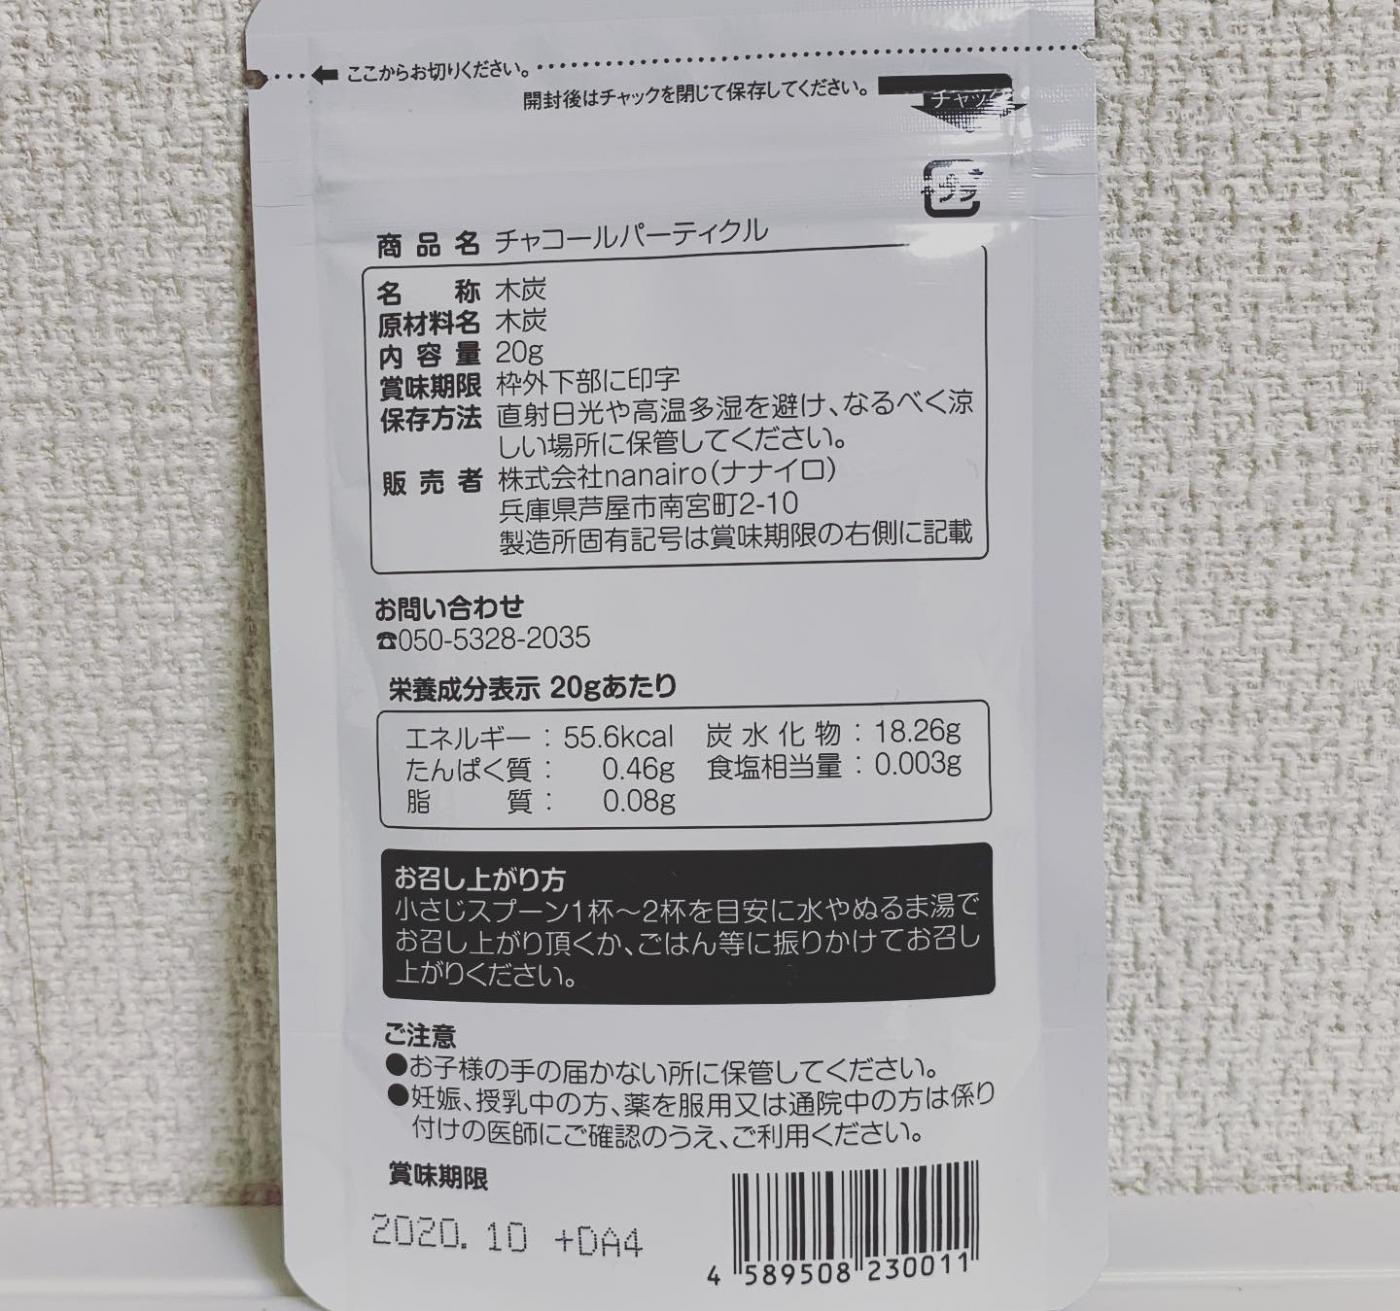 ここからお切りください。
開封後はチャックを閉じて保存してください。
チャック
プラ
商品名 チャコールパーティクル
名称 木炭
原材料名 木炭
内容量 20g
賞味期限 枠外下部に印字
保存方法 直射日光や高温多湿を避け、なるべく涼
しい場所に保管してください。
販売者 株式会社nanairo(ナナイロ)
兵庫県芦屋市南宮町2-10
製造所固有記号は賞味期限の右側に記載
お問い合わせ
☎050-5328-2035
栄養成分表示 20gあたり
エネルギー : 55.6kcal 炭水化物 : 18.26g
たんぱく質 : 0.46g 食塩相当量 : 0.003g
脂質 : 0.08g
お召し上がり方
小さじスプーン1杯〜2杯を目安に水やぬるま湯で
お召し上がり頂くか、ごはん等に振りかけてお召し
上がりください。
ご注意
●お子様の手の届かない所に保管してください。
●妊娠、授乳中の方、薬を服用又は通院中の方は係り
付けの医師にご確認のうえ、ご利用ください。
賞味期限
2020. 10 +DA4
4 589508 230011